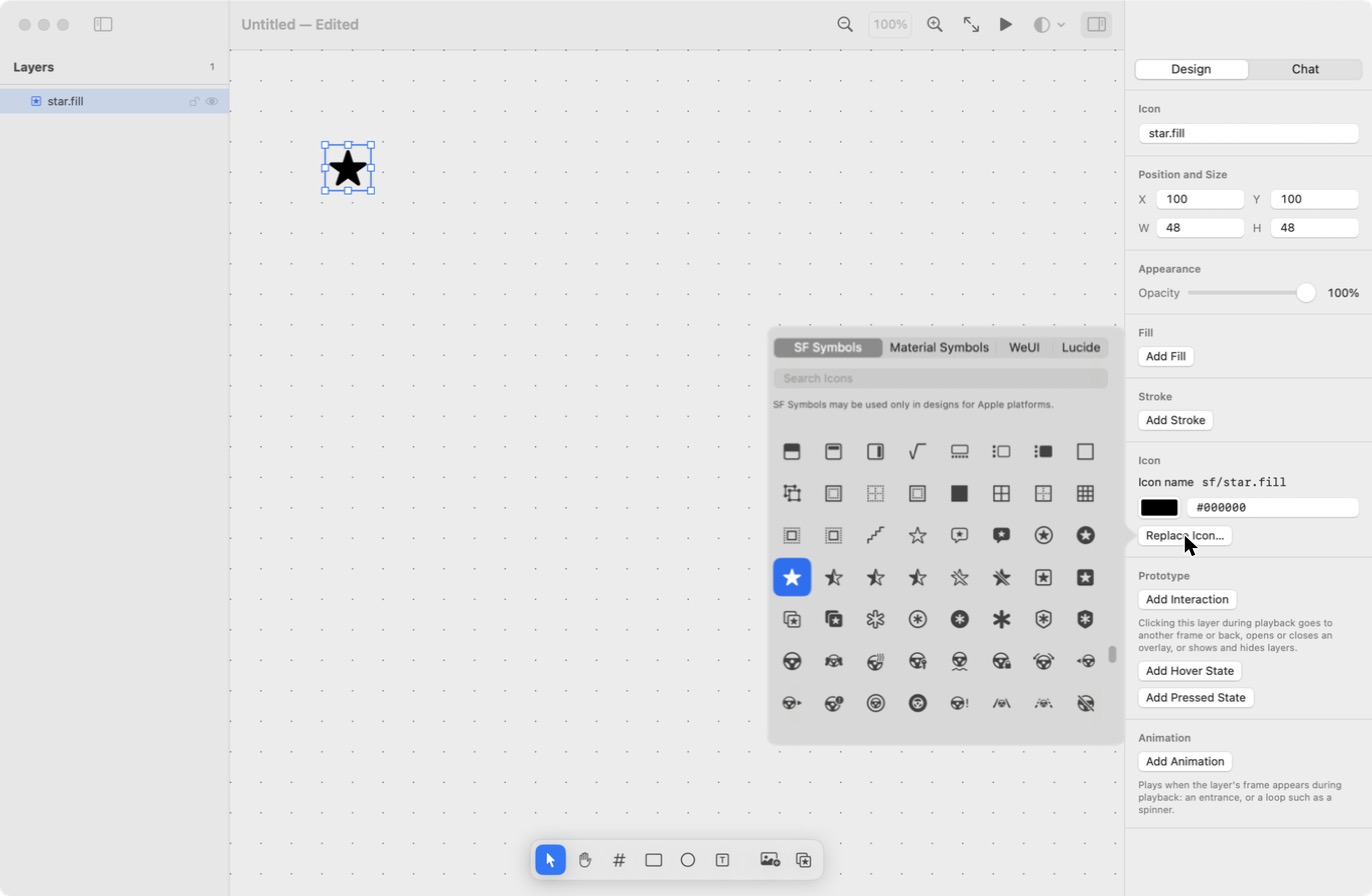 Untitled — Edited
100%
Layers
1
star.fill
SF Symbols
Material Symbols
WeUI
Lucide
Search Icons
SF Symbols may be used only in designs for Apple platforms.
Design
Chat
Icon
star.fill
Position and Size
X 100 Y 100
W 48 H 48
Appearance
Opacity 100%
Fill
Add Fill
Stroke
Add Stroke
Icon
Icon name sf/star.fill
#000000
Replace Icon...
Prototype
Add Interaction
Clicking this layer during playback goes to
another frame or back, opens or closes an
overlay, or shows and hides layers.
Add Hover State
Add Pressed State
Animation
Add Animation
Plays when the layer's frame appears during
playback: an entrance, or a loop such as a
spinner.